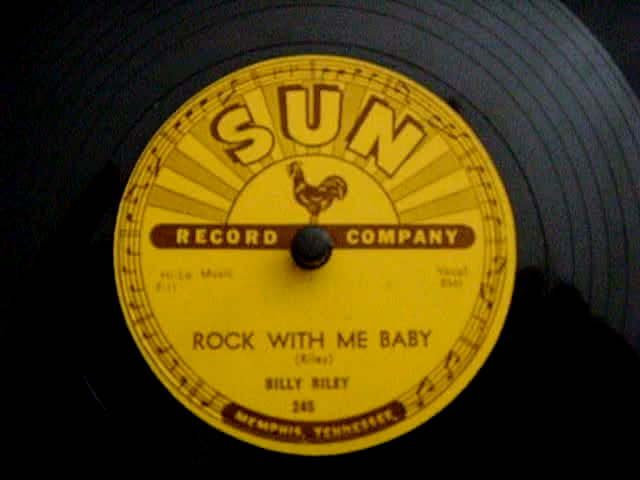 SUN
RECORD COMPANY
Hi-Lo Music
Vocal
ROCK WITH ME BABY
(Riley)
BILLY RILEY
245
MEMPHIS, TENNESSEE